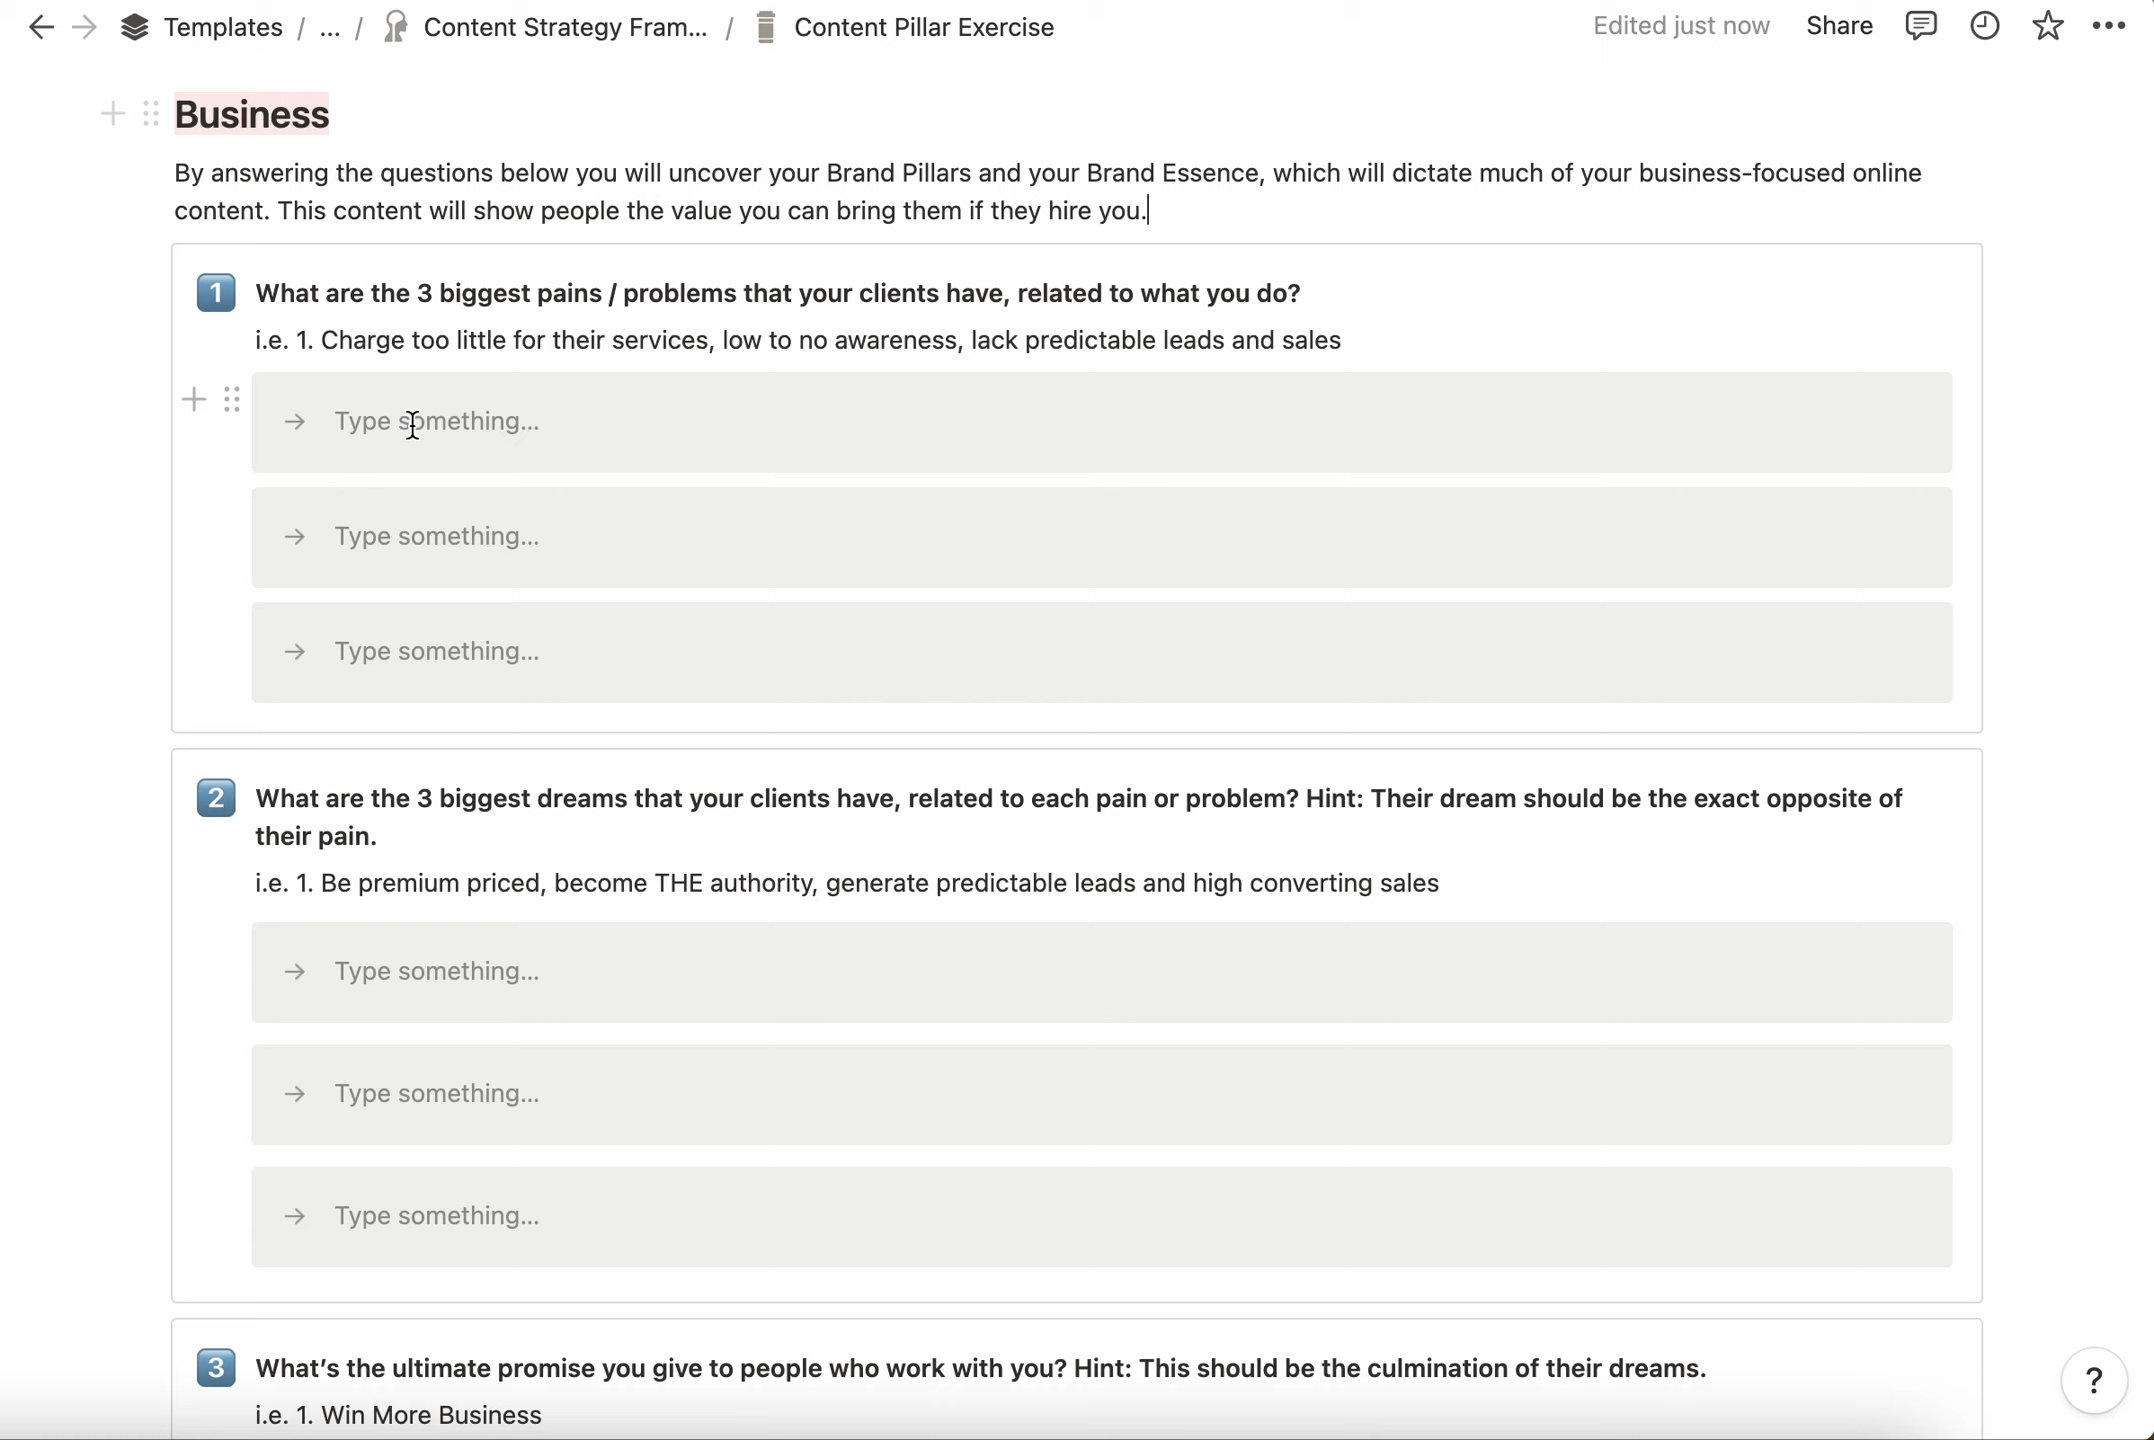 Templates / ... / Content Strategy Fram... / Content Pillar Exercise Edited just now Share
Business
By answering the questions below you will uncover your Brand Pillars and your Brand Essence, which will dictate much of your business-focused online
content. This content will show people the value you can bring them if they hire you.
1 What are the 3 biggest pains / problems that your clients have, related to what you do?
i.e. 1. Charge too little for their services, low to no awareness, lack predictable leads and sales
→ Type something...
→ Type something...
→ Type something...
2 What are the 3 biggest dreams that your clients have, related to each pain or problem? Hint: Their dream should be the exact opposite of
their pain.
i.e. 1. Be premium priced, become THE authority, generate predictable leads and high converting sales
→ Type something...
→ Type something...
→ Type something...
3 What’s the ultimate promise you give to people who work with you? Hint: This should be the culmination of their dreams.
i.e. 1. Win More Business
?